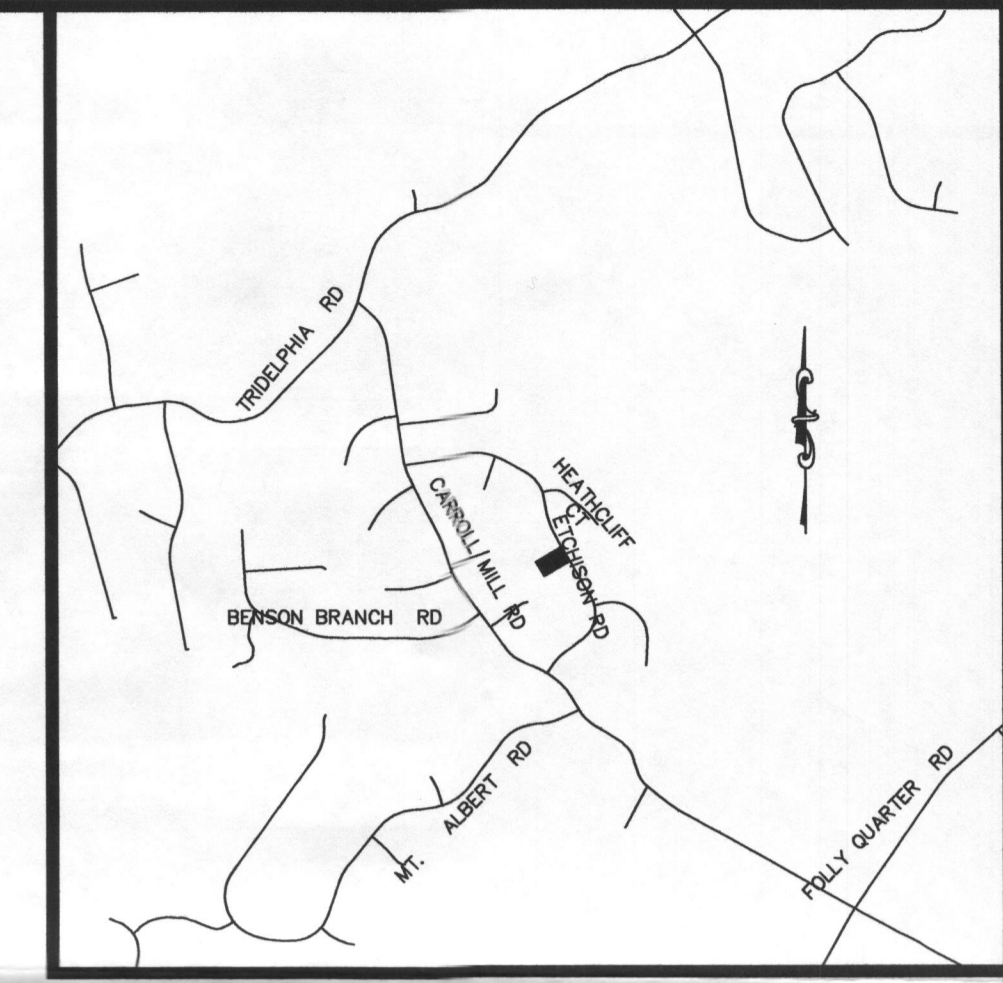 TRIDELPHIA RD
HEATHCLIFF
CT
CARROLL MILL RD
ETCHISON RD
BENSON BRANCH RD
MT. ALBERT RD
FOLLY QUARTER RD